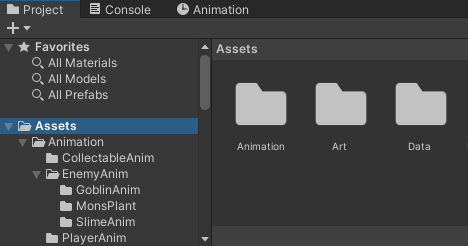 Project Console Animation
Favorites
All Materials
All Models
All Prefabs
Assets
Animation
CollectableAnim
EnemyAnim
GoblinAnim
MonsPlant
SlimeAnim
PlayerAnim
Assets
Animation Art Data